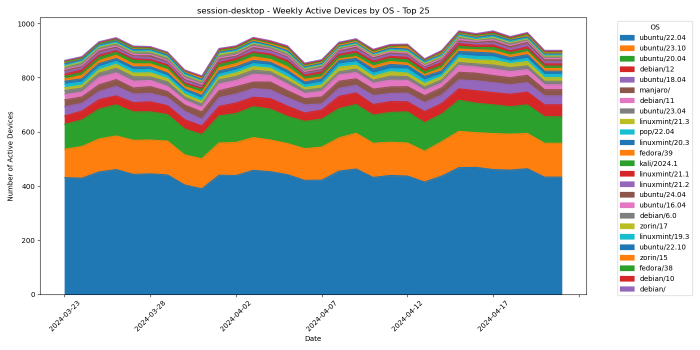 session-desktop - Weekly Active Devices by OS - Top 25
Number of Active Devices
1000
800
600
400
200
0
2024-03-23
2024-03-28
2024-04-02
2024-04-07
2024-04-12
2024-04-17
Date
OS
ubuntu/22.04
ubuntu/23.10
ubuntu/20.04
debian/12
ubuntu/18.04
manjaro/
debian/11
ubuntu/23.04
linuxmint/21.3
pop/22.04
linuxmint/20.3
fedora/39
kali/2024.1
linuxmint/21.1
linuxmint/21.2
ubuntu/24.04
ubuntu/16.04
debian/6.0
zorin/17
linuxmint/19.3
ubuntu/22.10
zorin/15
fedora/38
debian/10
debian/